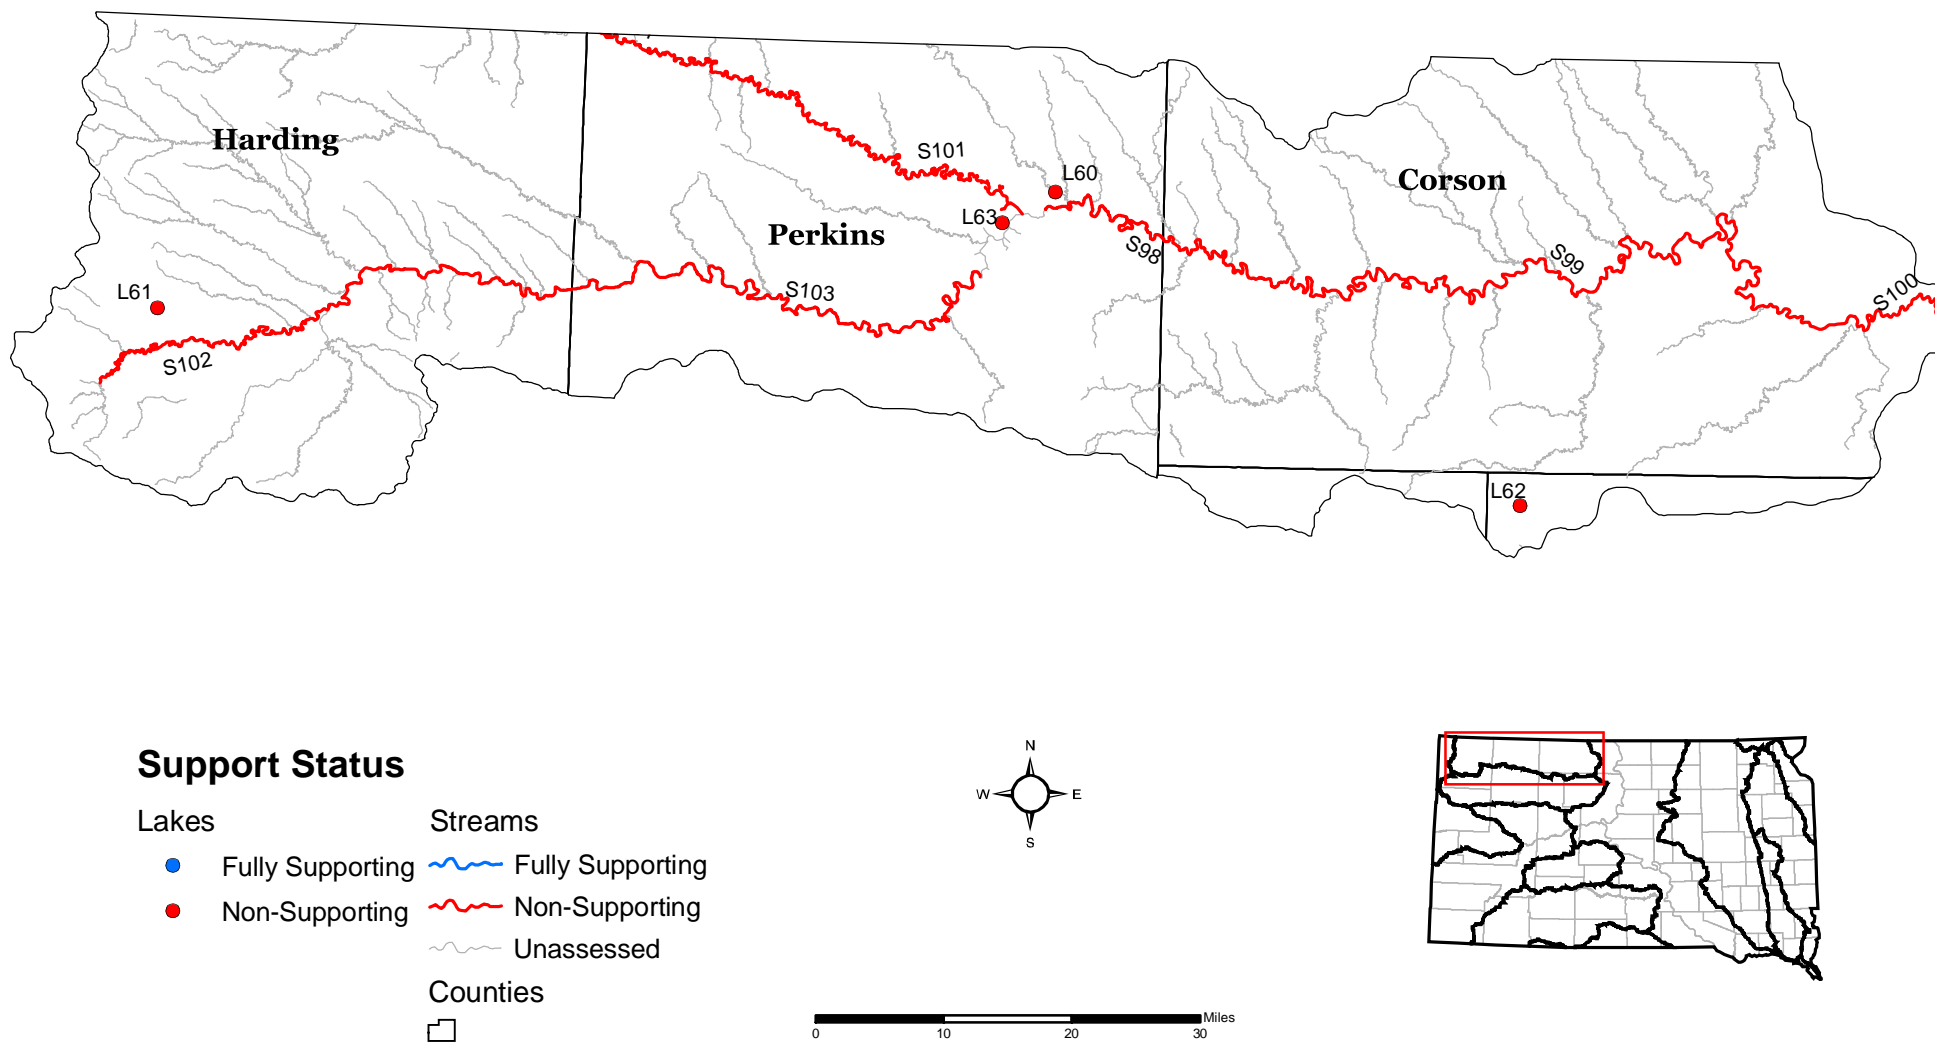 Harding
S101
L60
Corson
L63
Perkins
S98
S99
L61
S103
S100
S102
L62
Support Status
Lakes
Streams
Fully Supporting
Fully Supporting
Non-Supporting
Non-Supporting
Unassessed
Counties
N
W
E
S
Miles
0
10
20
30